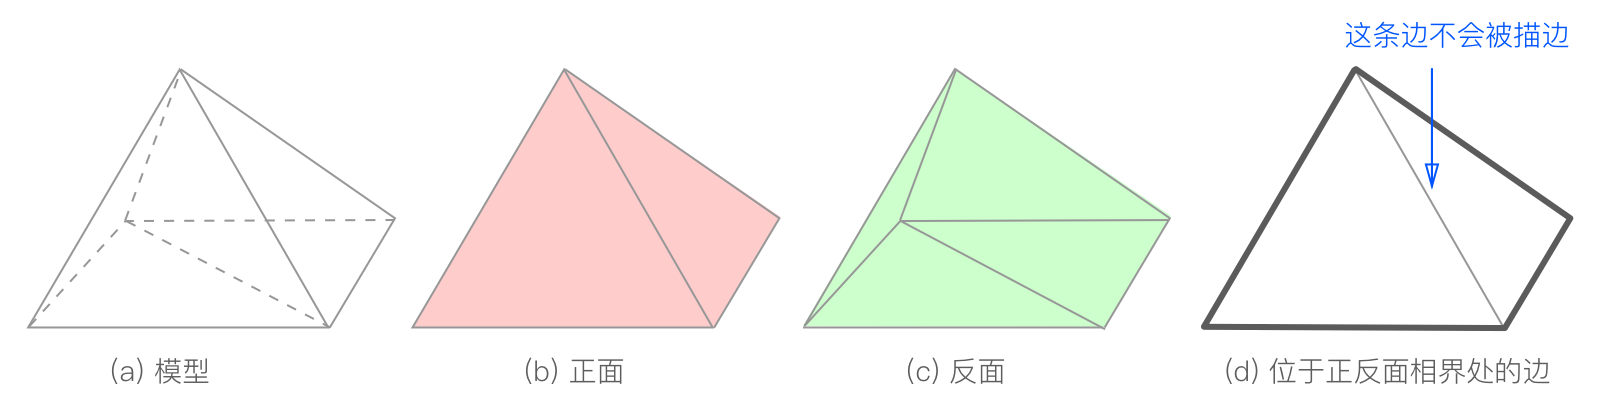 这条边不会被描边
(a) 模型
(b) 正面
(c) 反面
(d) 位于正反面相界处的边